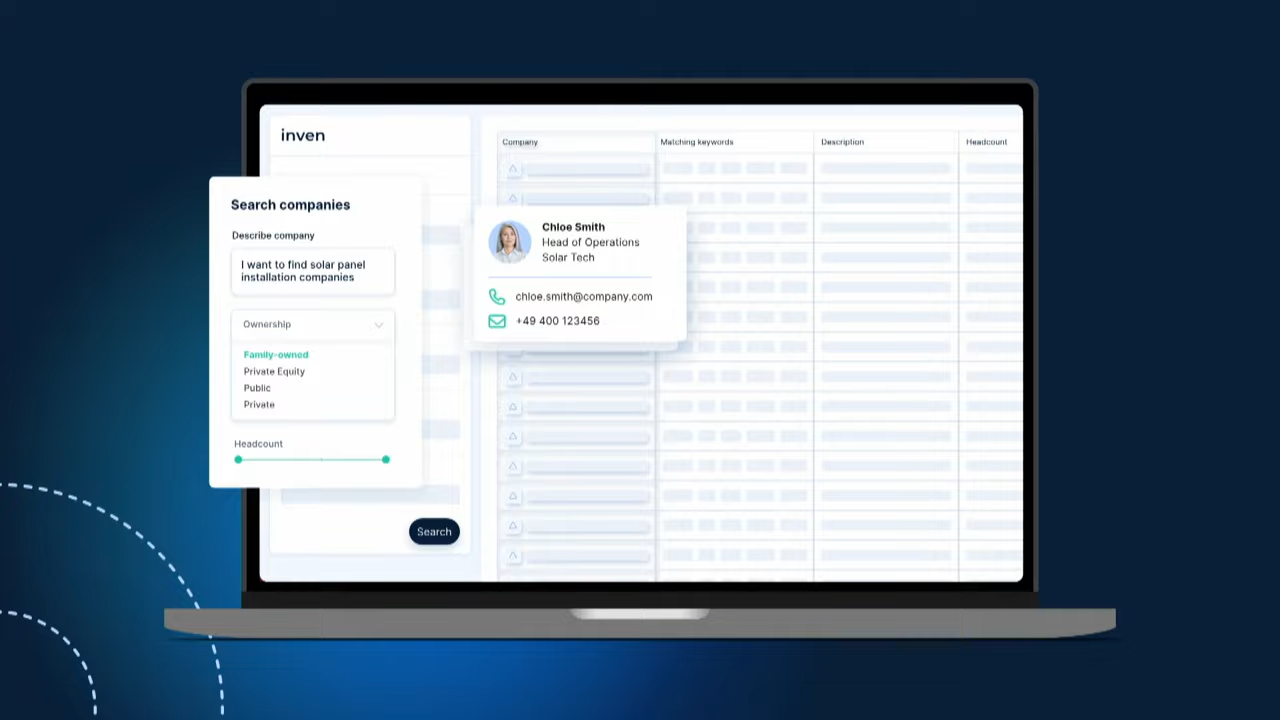 inven
Search companies
Describe company
I want to find solar panel
installation companies
Ownership
Family-owned
Private Equity
Public
Private
Headcount
Search
Company
Matching keywords
Description
Headcount
Chloe Smith
Head of Operations
Solar Tech
chloe.smith@company.com
+49 400 123456